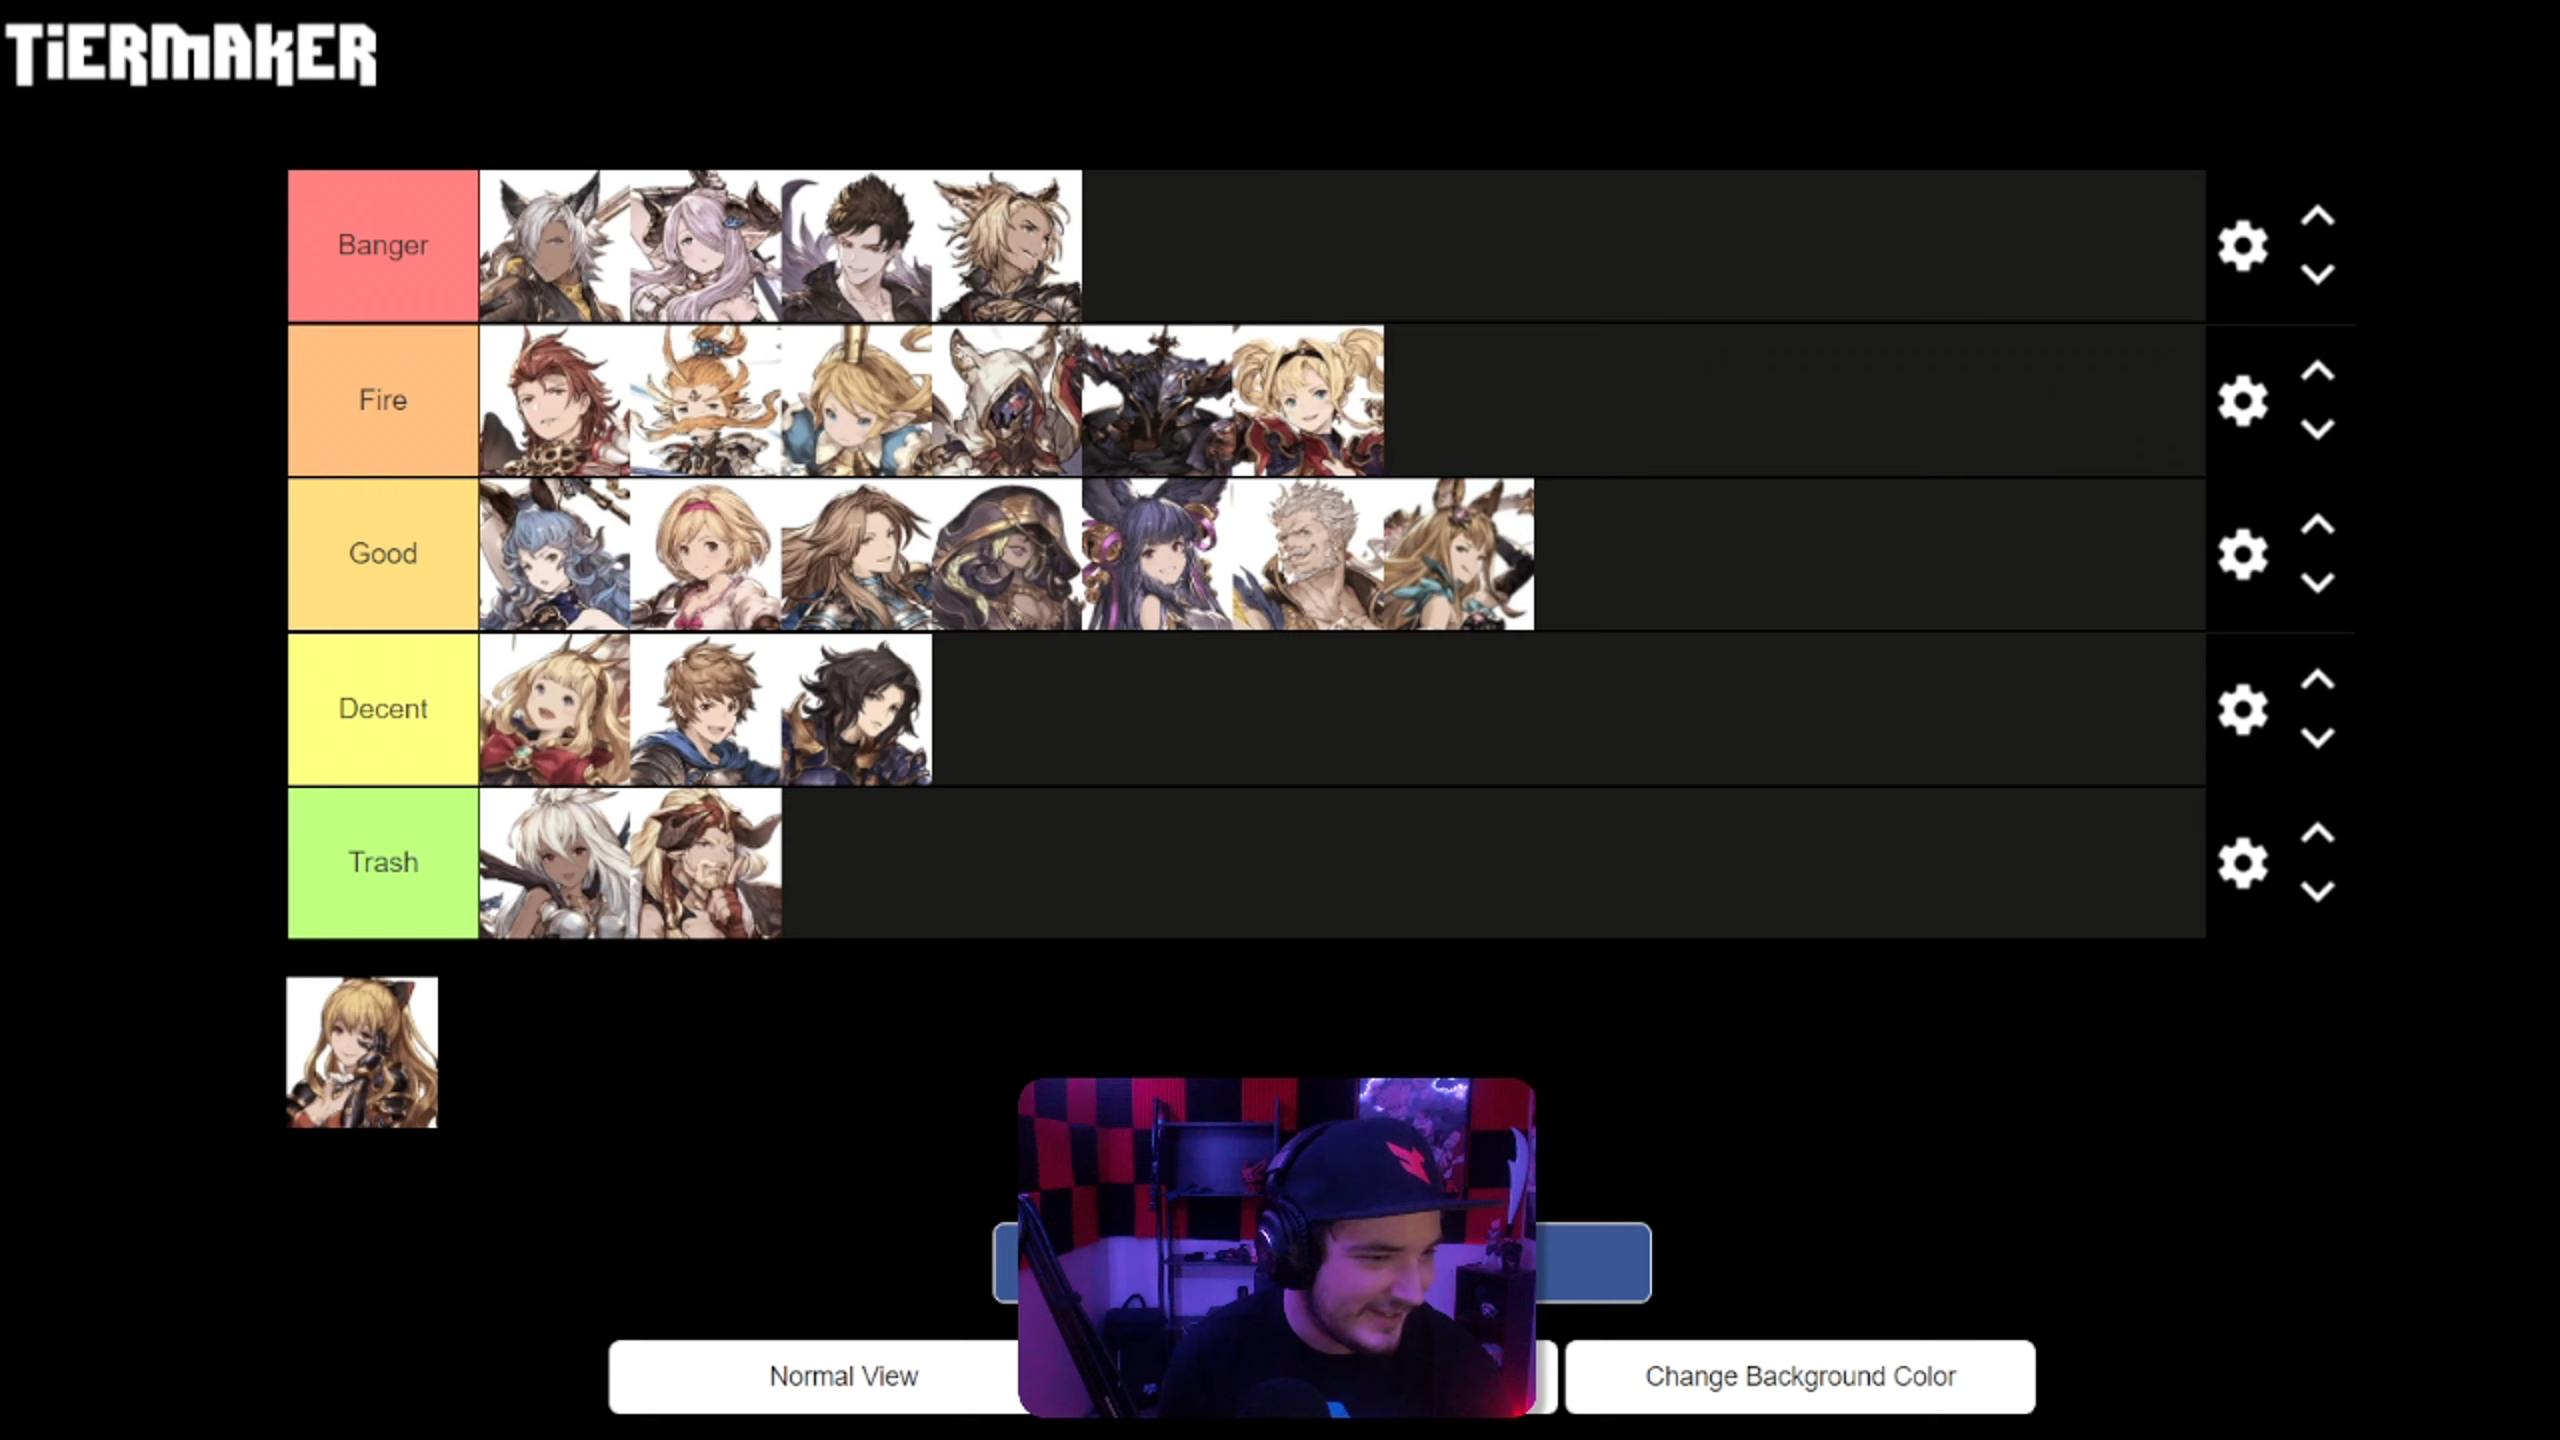 TiERMAKER
Banger
Fire
Good
Decent
Trash
Normal View
Change Background Color